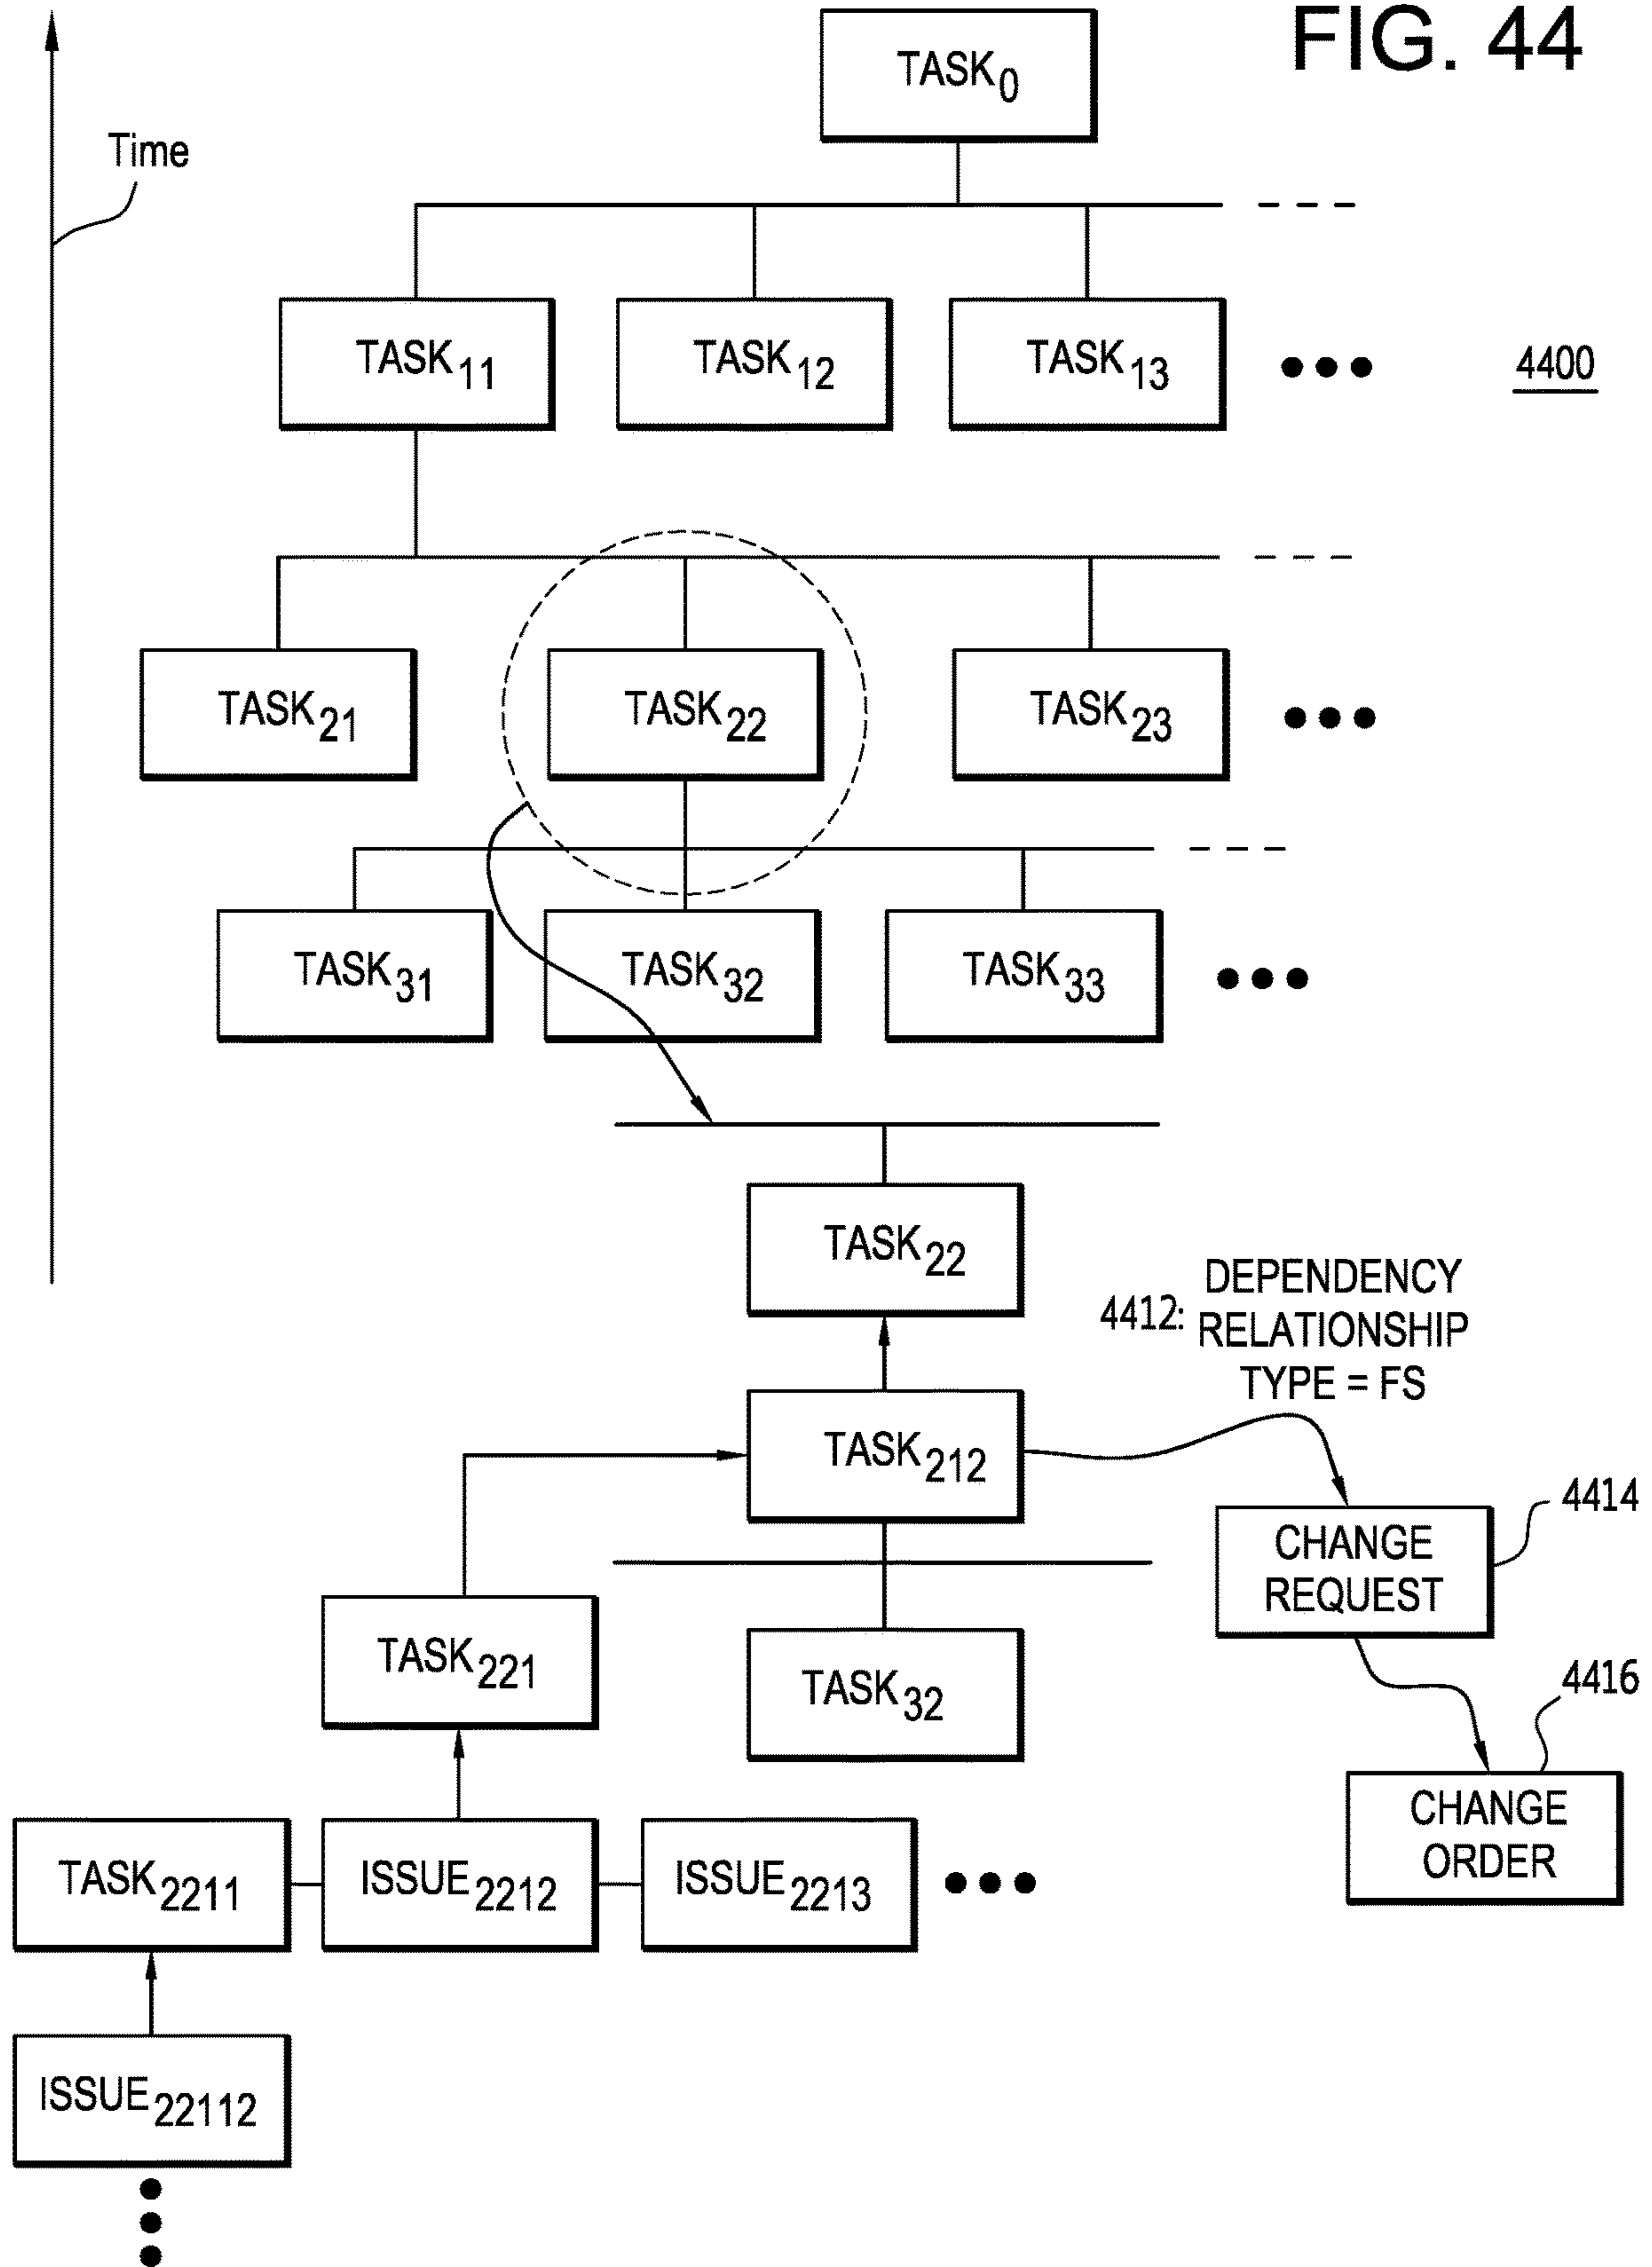 FIG. 44
TASK0
Time
TASK11 TASK12 TASK13 4400
TASK21 TASK22 TASK23
TASK31 TASK32 TASK33
TASK22
4412: DEPENDENCY
RELATIONSHIP
TYPE = FS
TASK212
4414
CHANGE
REQUEST
TASK221
4416
TASK32
CHANGE
ORDER
TASK2211 ISSUE2212 ISSUE2213
ISSUE22112